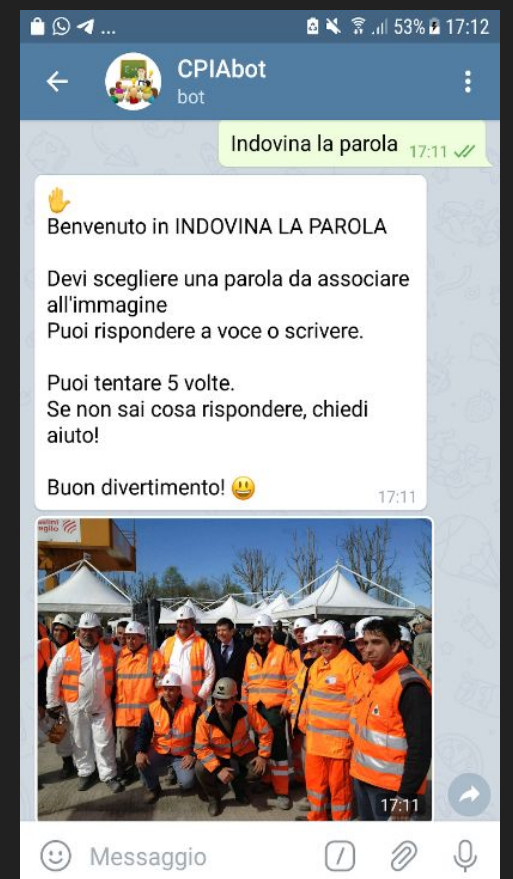 ... 53% 17:12
CPIAbot
bot
Indovina la parola 17:11
Benvenuto in INDOVINA LA PAROLA
Devi scegliere una parola da associare
all'immagine
Puoi rispondere a voce o scrivere.
Puoi tentare 5 volte.
Se non sai cosa rispondere, chiedi
aiuto!
Buon divertimento! 😃
17:11
17:11
Messaggio